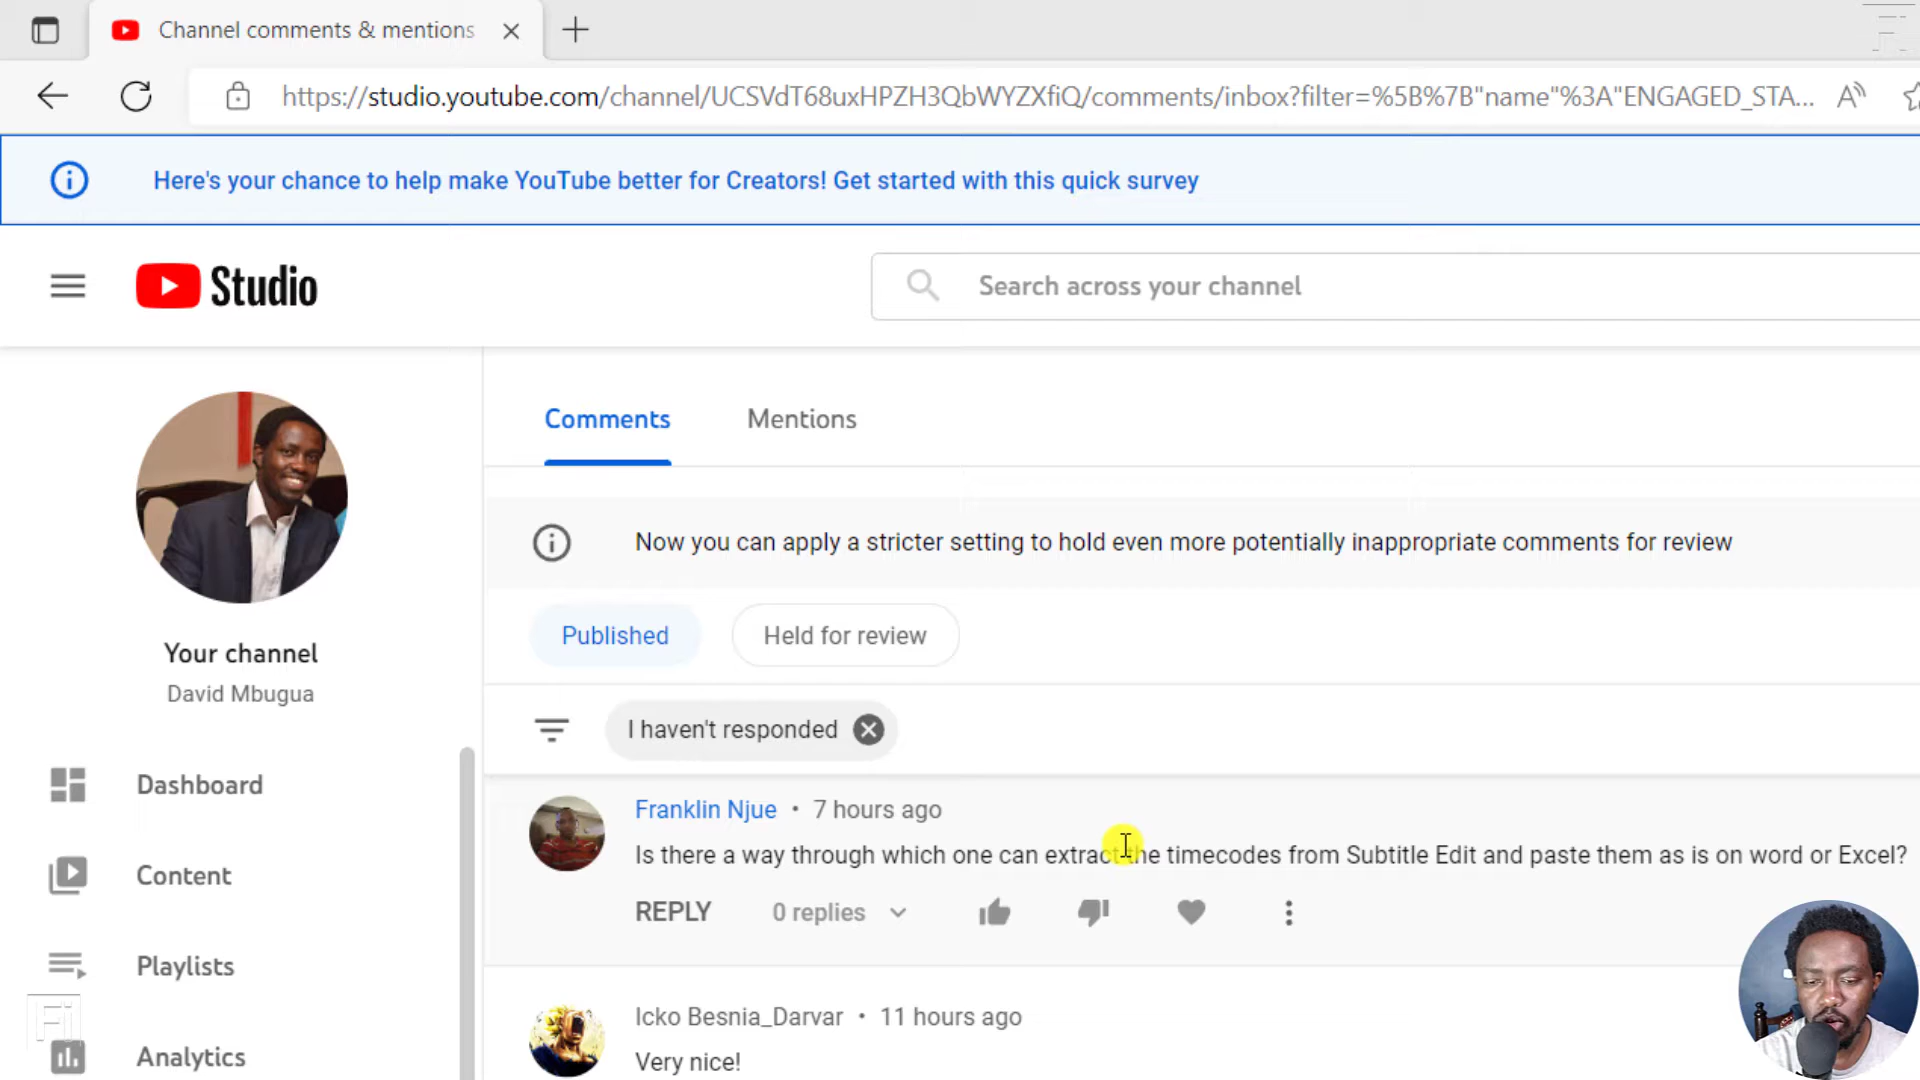 Channel comments & mentions
https://studio.youtube.com/channel/UCSVdT68uxHPZH3QbWYZXfiQ/comments/inbox?filter=%5B%7B"name"%3A"ENGAGED_STA...
Here's your chance to help make YouTube better for Creators! Get started with this quick survey
Studio
Search across your channel
Comments
Mentions
Now you can apply a stricter setting to hold even more potentially inappropriate comments for review
Published
Held for review
Your channel
David Mbugua
I haven't responded
Dashboard
Franklin Njue • 7 hours ago
Is there a way through which one can extract the timecodes from Subtitle Edit and paste them as is on word or Excel?
Content
REPLY
0 replies
Playlists
Icko Besnia_Darvar • 11 hours ago
Very nice!
Analytics